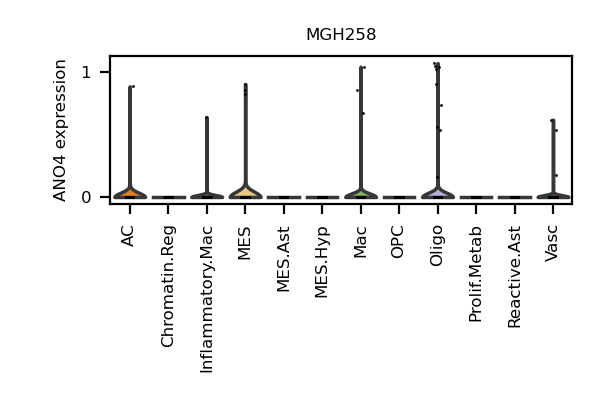 MGH258
ANO4 expression
1
0
AC
Chromatin.Reg
Inflammatory.Mac
MES
MES.Ast
MES.Hyp
Mac
OPC
Oligo
Prolif.Metab
Reactive.Ast
Vasc